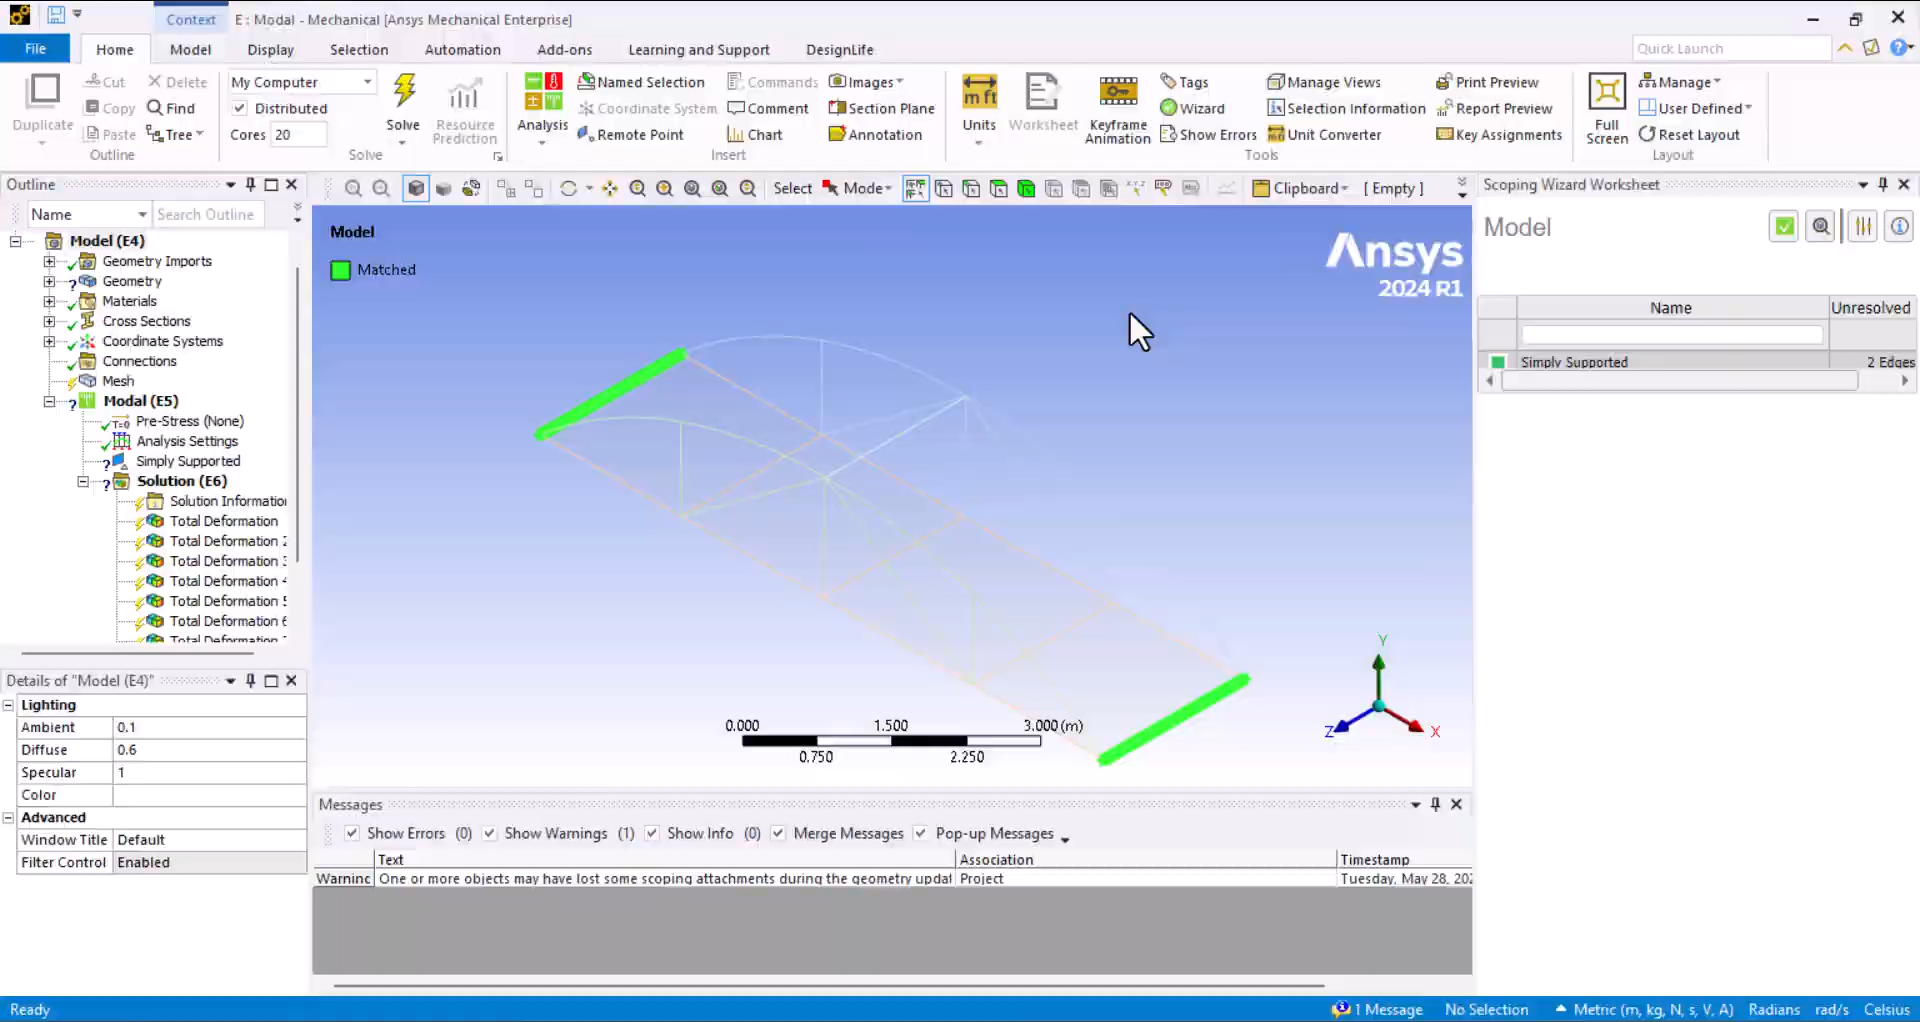 Context E : Modal - Mechanical [Ansys Mechanical Enterprise]
File Home Model Display Selection Automation Add-ons Learning and Support DesignLife Quick Launch
Duplicate Cut Copy Paste Delete Find Tree
Outline
My Computer
Distributed
Cores 20
Solve Resource Prediction
Solve
Analysis Named Selection Coordinate System Remote Point Commands Comment Chart Images Section Plane Annotation
Insert
Units Worksheet Keyframe Animation Tags Wizard Show Errors Manage Views Selection Information Unit Converter Print Preview Report Preview Key Assignments
Tools
Full Screen Manage User Defined Reset Layout
Layout
Outline
Name Search Outline
Model (E4)
Geometry Imports
Geometry
Materials
Cross Sections
Coordinate Systems
Connections
Mesh
Modal (E5)
Pre-Stress (None)
Analysis Settings
Simply Supported
Solution (E6)
Solution Informatio
Total Deformation
Total Deformation 2
Total Deformation 3
Total Deformation 4
Total Deformation 5
Total Deformation 6
Total Deformation
Details of "Model (E4)"
Lighting
Ambient 0.1
Diffuse 0.6
Specular 1
Color
Advanced
Window Title Default
Filter Control Enabled
Select Mode Clipboard [ Empty ]
Model
Matched
Ansys
2024 R1
0.000 1.500 3.000 (m)
0.750 2.250
Y
Z X
Messages
Show Errors (0) Show Warnings (1) Show Info (0) Merge Messages Pop-up Messages
Text Association Timestamp
Warninc One or more objects may have lost some scoping attachments during the geometry updat Project Tuesday, May 28, 202
Scoping Wizard Worksheet
Model
Name Unresolved
Simply Supported 2 Edges
Ready 1 Message No Selection Metric (m, kg, N, s, V, A) Radians rad/s Celsius